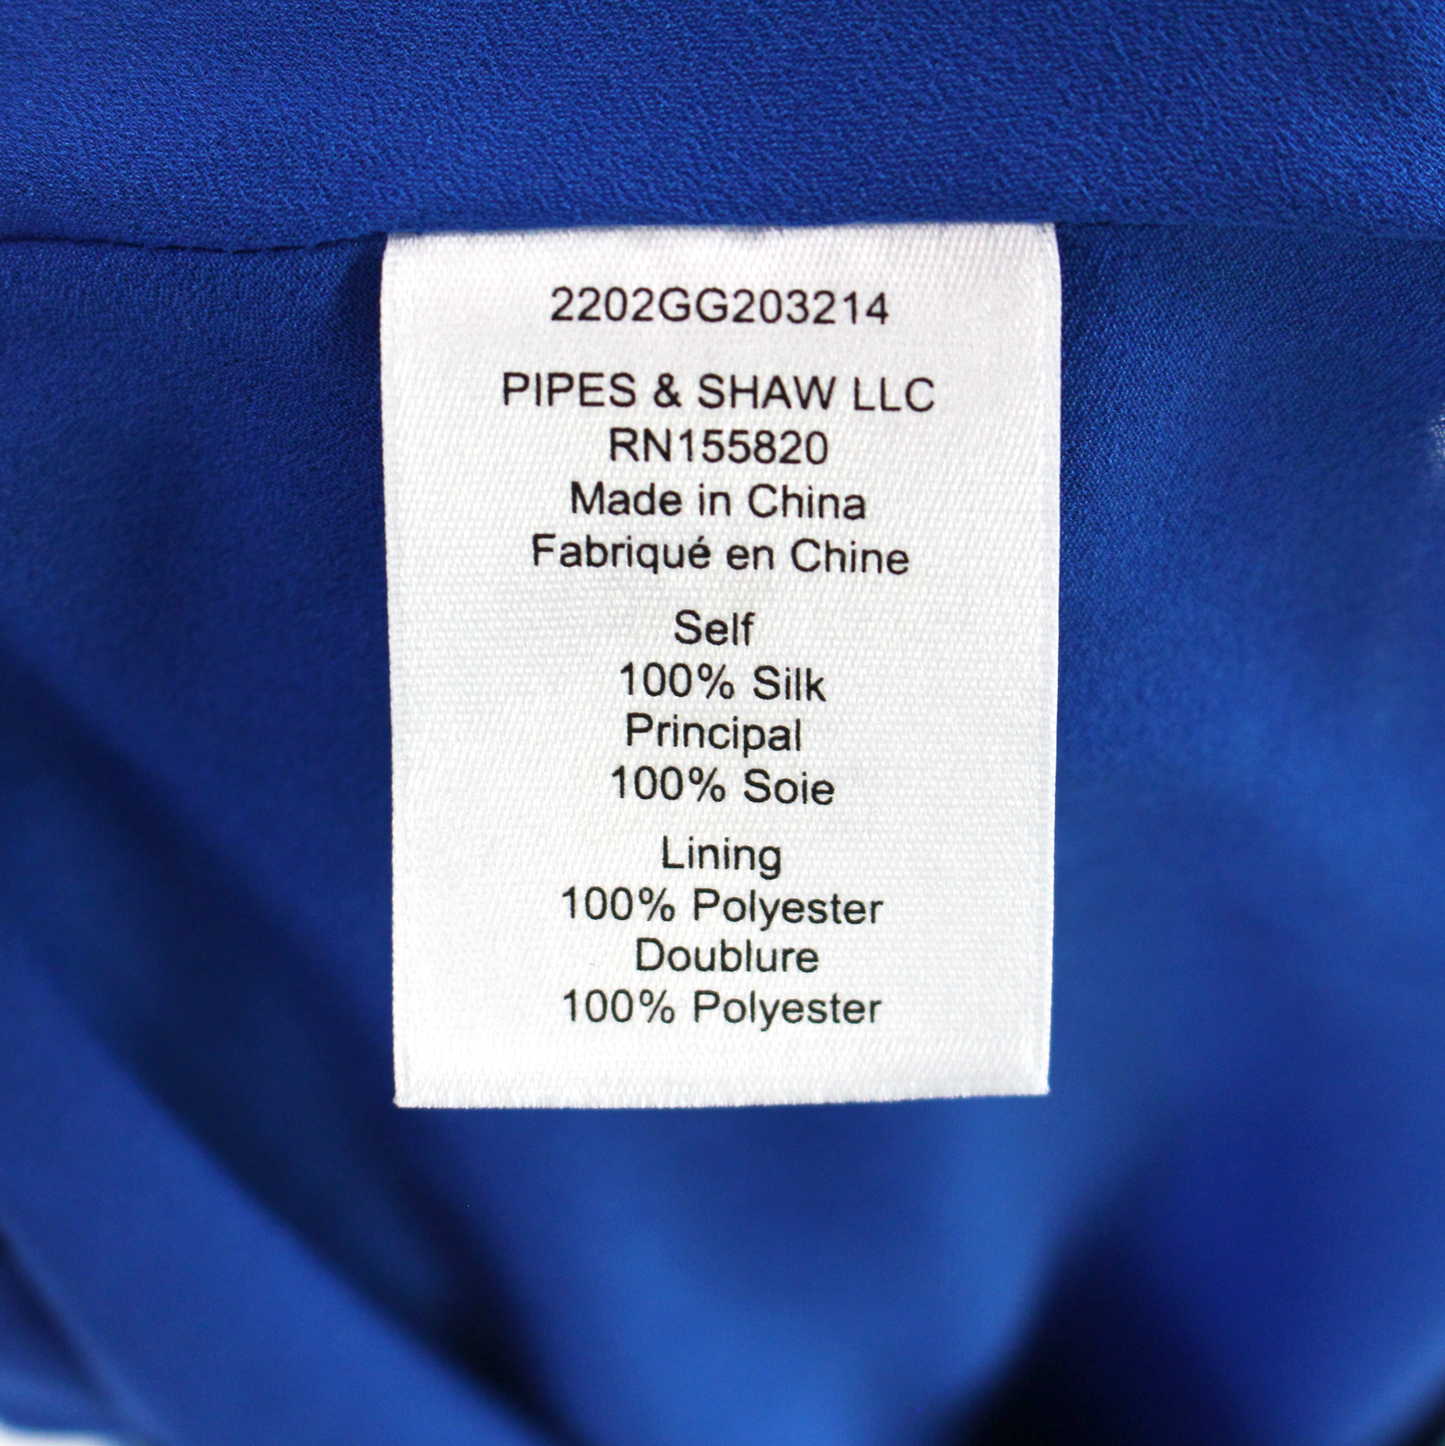 2202GG203214
PIPES & SHAW LLC
RN155820
Made in China
Fabriqué en Chine
Self
100% Silk
Principal
100% Soie
Lining
100% Polyester
Doublure
100% Polyester